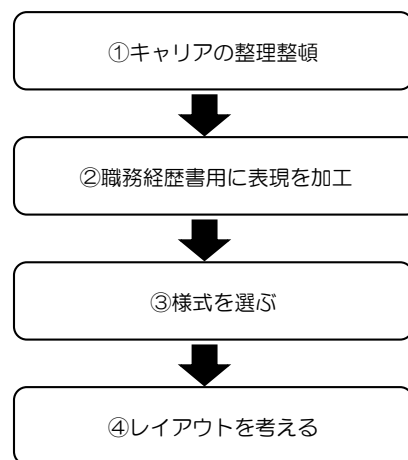 ①キャリアの整理整頓
②職務経歴書用に表現を加工
③様式を選ぶ
④レイアウトを考える